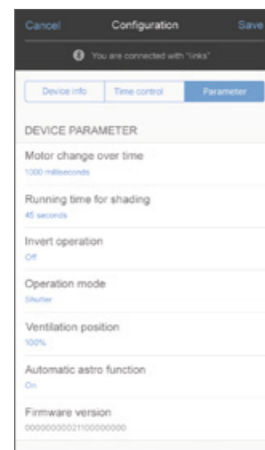 Cancel Configuration Save
You are connected with "links"
Device info Time control Parameter
DEVICE PARAMETER
Motor change over time
1000 milliseconds
Running time for shading
45 seconds
Invert operation
Off
Operation mode
Shutter
Ventilation position
100%
Automatic astro function
On
Firmware version